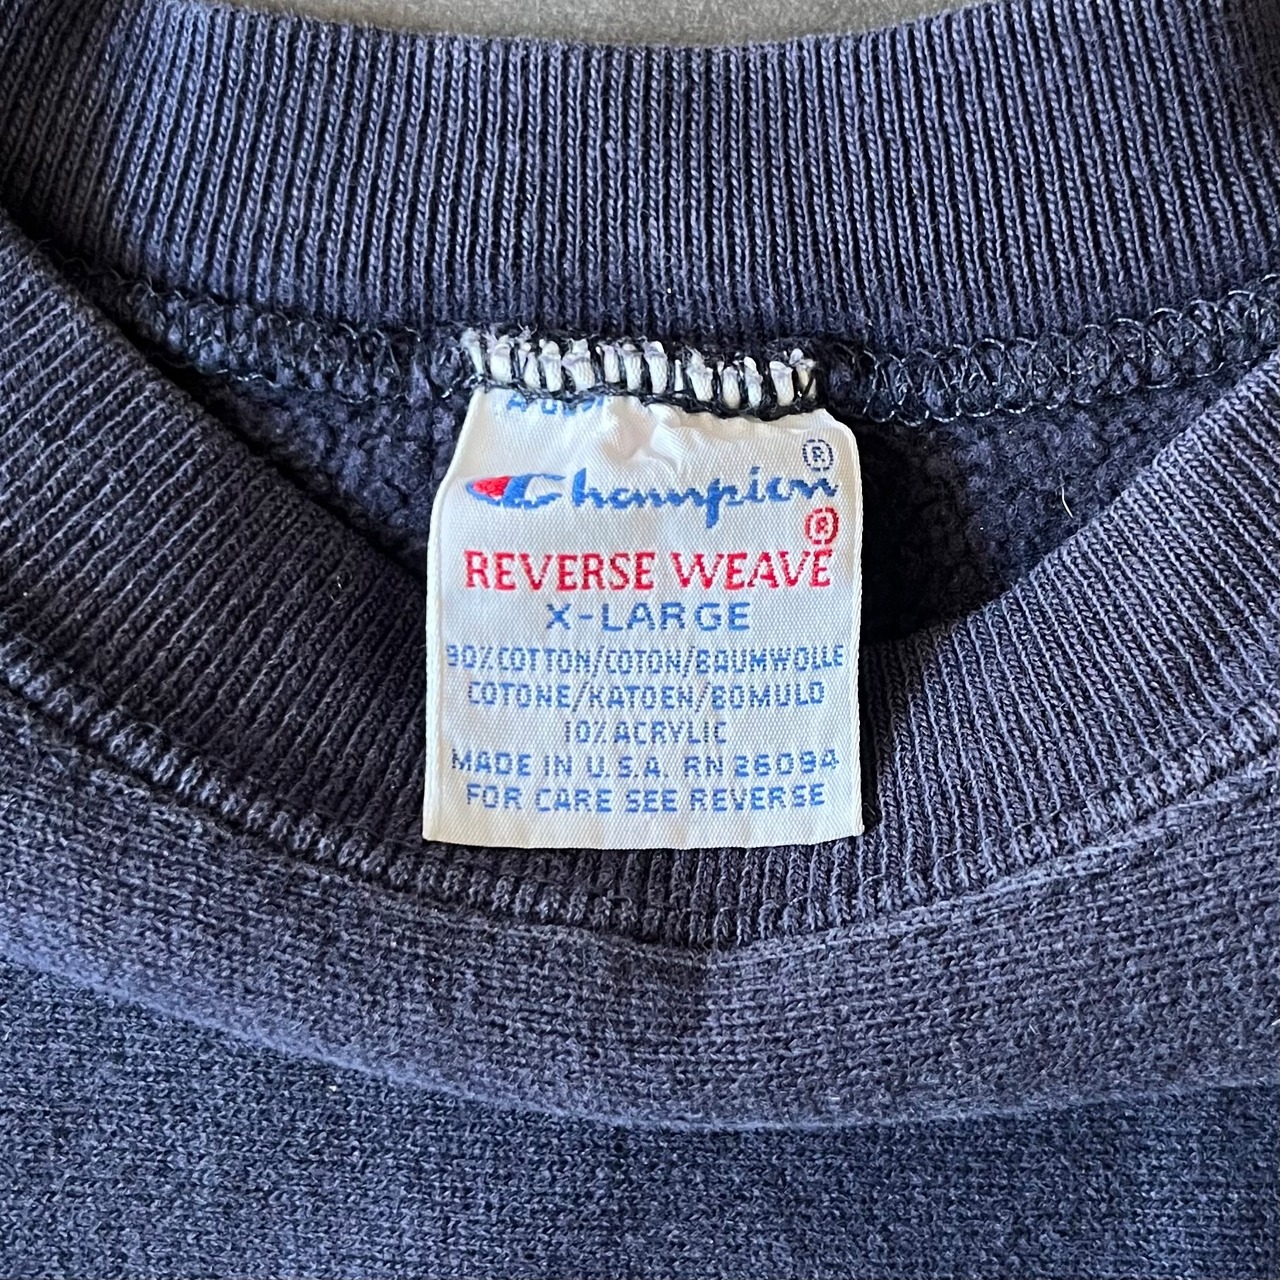 Champion®
®
REVERSE WEAVE
X-LARGE
90% COTTON/COTON/BAUMWOLLE
COTONE/KATOEN/BOMULD
10% ACRYLIC
MADE IN U.S.A. RN 26094
FOR CARE SEE REVERSE